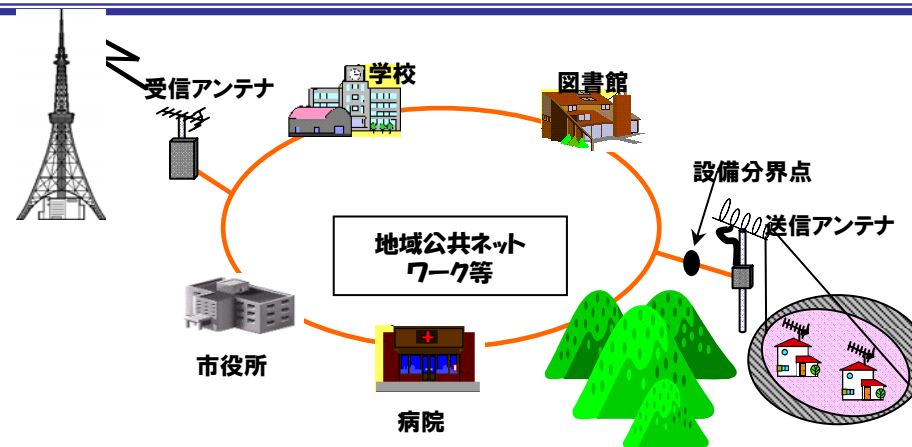 受信アンテナ
学校
図書館
設備分界点
送信アンテナ
地域公共ネット
ワーク等
市役所
病院